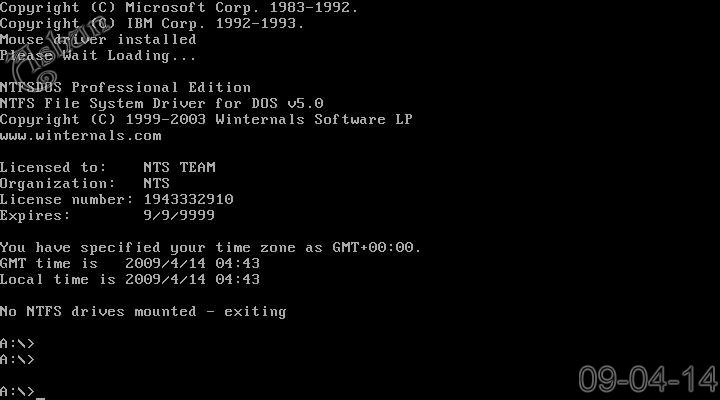 Copyright (C) Microsoft Corp. 1983-1992.
Copyright (C) IBM Corp. 1992-1993.
Mouse driver installed
Please Wait Loading...
NTFSDOS Professional Edition
NTFS File System Driver for DOS v5.0
Copyright (C) 1999-2003 Winternals Software LP
www.winternals.com
Licensed to:    NTS TEAM
Organization:   NTS
License number: 1943332910
Expires:        9/9/9999
You have specified your time zone as GMT+00:00.
GMT time is   2009/4/14 04:43
Local time is 2009/4/14 04:43
No NTFS drives mounted - exiting
A:\>
A:\>
A:\>_
09-04-14